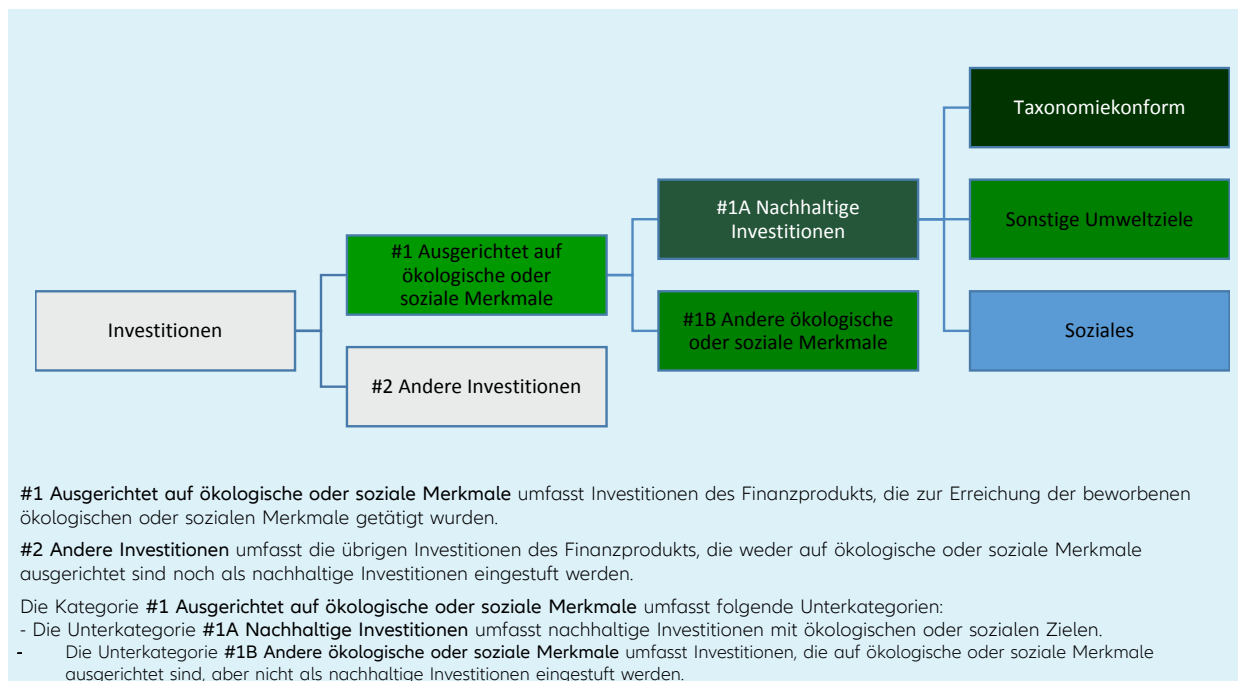 Taxonomiekonform
#1A Nachhaltige
Investitionen
Sonstige Umweltziele
#1 Ausgerichtet auf
ökologische oder
soziale Merkmale
Investitionen
#1B Andere ökologische
oder soziale Merkmale
Soziales
#2 Andere Investitionen
#1 Ausgerichtet auf ökologische oder soziale Merkmale umfasst Investitionen des Finanzprodukts, die zur Erreichung der beworbenen
ökologischen oder sozialen Merkmale getätigt wurden.
#2 Andere Investitionen umfasst die übrigen Investitionen des Finanzprodukts, die weder auf ökologische oder soziale Merkmale
ausgerichtet sind noch als nachhaltige Investitionen eingestuft werden.
Die Kategorie #1 Ausgerichtet auf ökologische oder soziale Merkmale umfasst folgende Unterkategorien:
- Die Unterkategorie #1A Nachhaltige Investitionen umfasst nachhaltige Investitionen mit ökologischen oder sozialen Zielen.
- Die Unterkategorie #1B Andere ökologische oder soziale Merkmale umfasst Investitionen, die auf ökologische oder soziale Merkmale
ausgerichtet sind, aber nicht als nachhaltige Investitionen eingestuft werden.